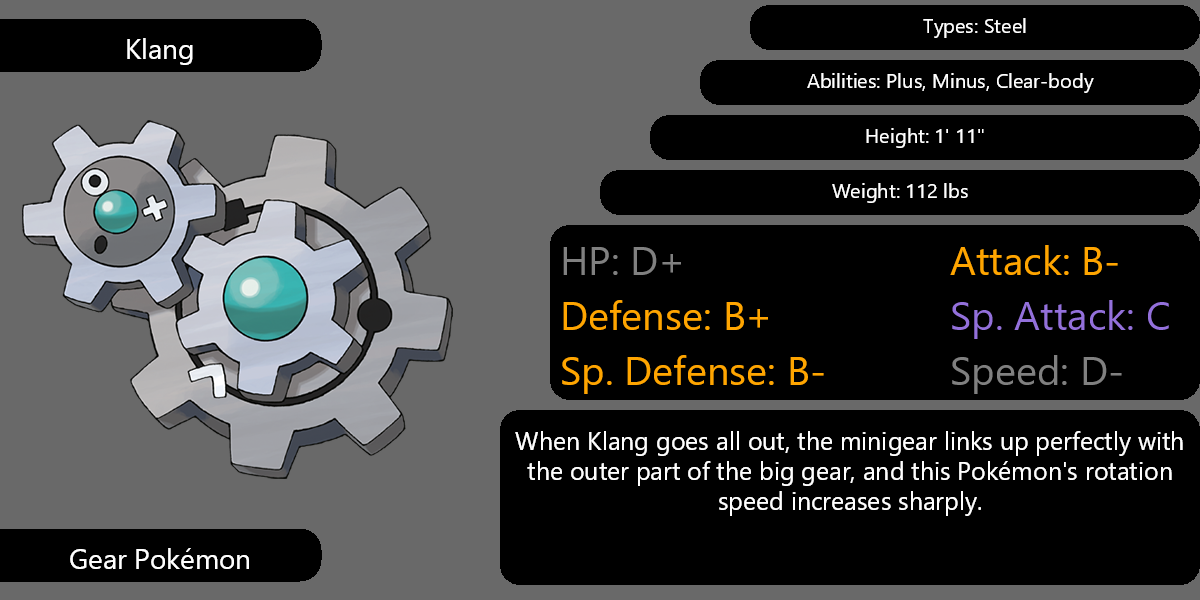 Klang
Types: Steel
Abilities: Plus, Minus, Clear-body
Height: 1' 11"
Weight: 112 lbs
HP: D+
Attack: B-
Defense: B+
Sp. Attack: C
Sp. Defense: B-
Speed: D-
When Klang goes all out, the minigear links up perfectly with
the outer part of the big gear, and this Pokémon's rotation
speed increases sharply.
Gear Pokémon